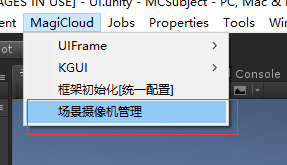 AGES IN USE] - UI.unity - MCSubject - PC, Mac &
MagiCloud Jobs Properties Tools Win
UIFrame
KGUI
框架初始化[统一配置]
场景摄像机管理
Console